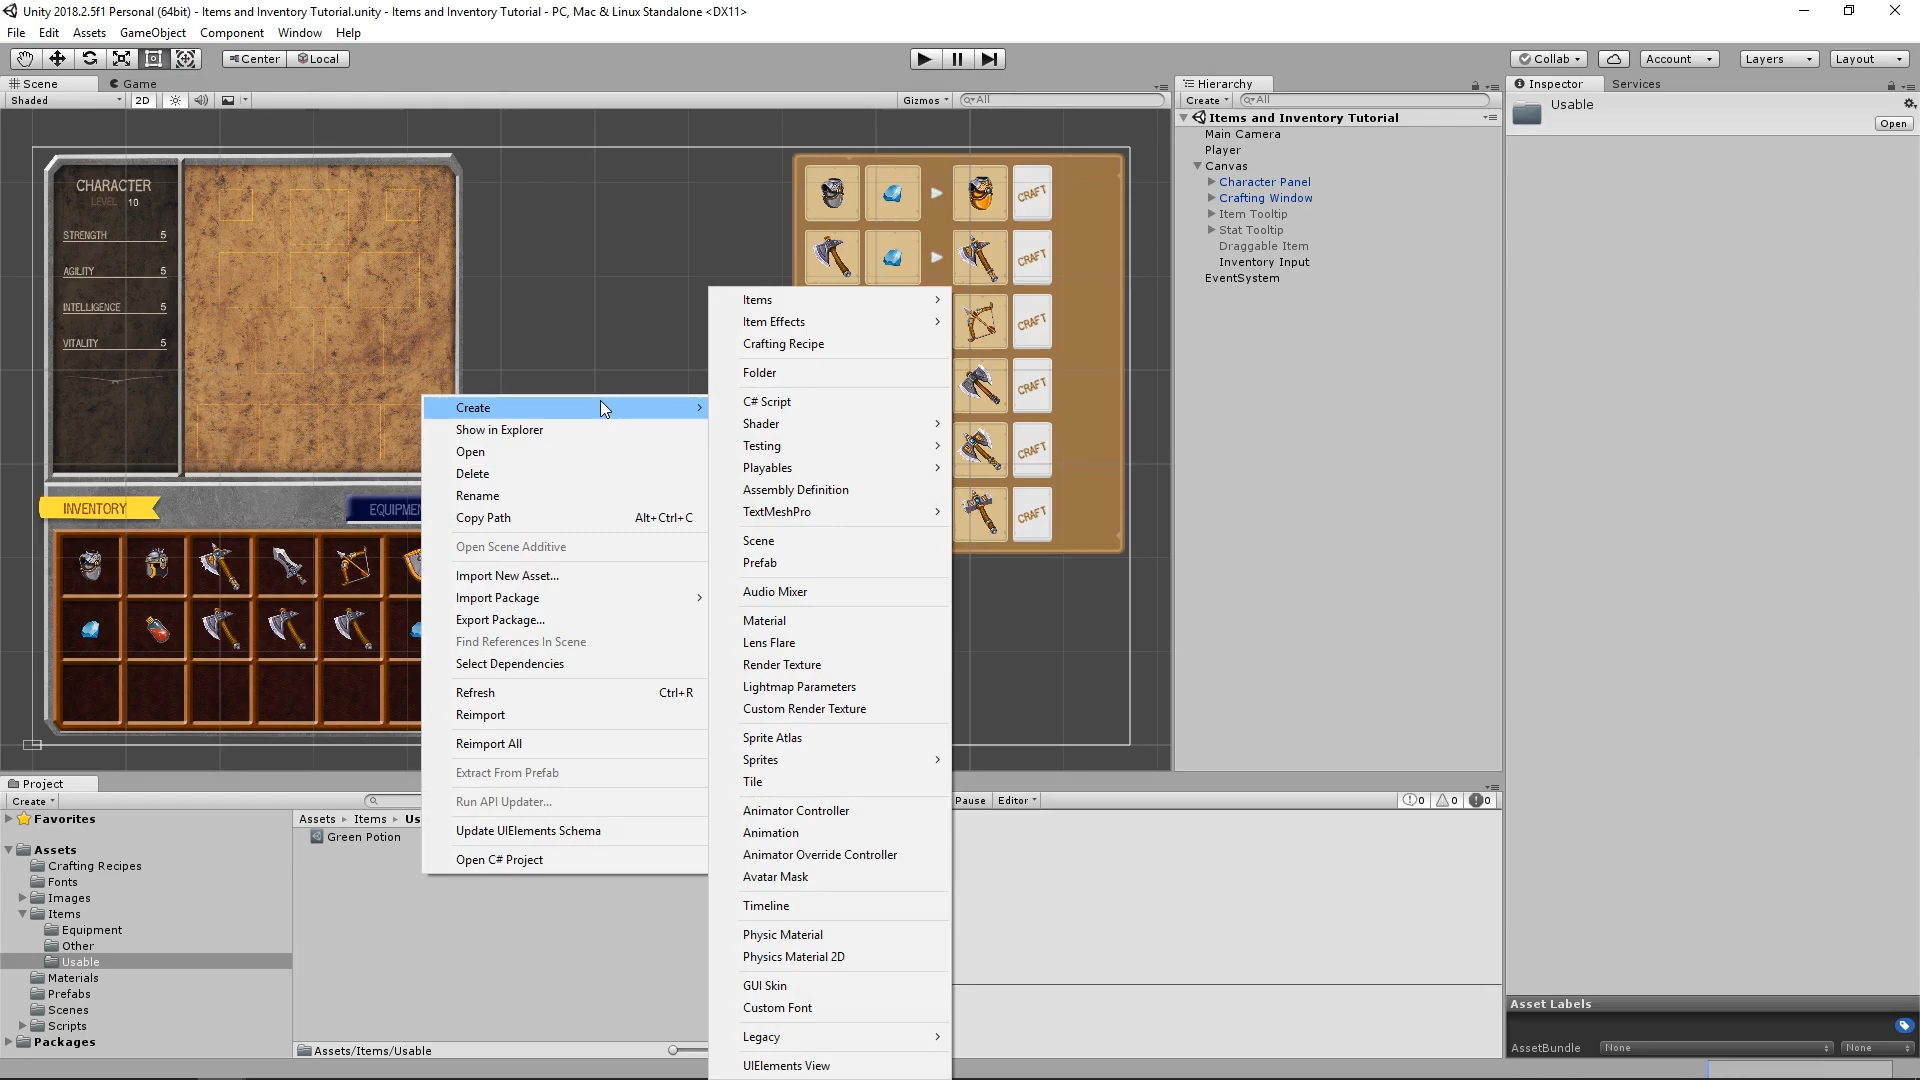 Unity 2018.2.5f1 Personal (64bit) - Items and Inventory Tutorial.unity - Items and Inventory Tutorial - PC, Mac & Linux Standalone <DX11>
File Edit Assets GameObject Component Window Help
Center Local Collab Account Layers Layout
Scene Game
Shaded 2D Gizmos All
Hierarchy
Create All
Items and Inventory Tutorial
Main Camera
Player
Canvas
Character Panel
Crafting Window
Item Tooltip
Stat Tooltip
Draggable Item
Inventory Input
EventSystem
Inspector Services
Usable
Open
CHARACTER
LEVEL 10
STRENGTH 5
AGILITY 5
INTELLIGENCE 5
VITALITY 5
INVENTORY
EQUIPMEN
CRAFT
CRAFT
CRAFT
CRAFT
CRAFT
CRAFT
Create
Show in Explorer
Open
Delete
Rename
Copy Path Alt+Ctrl+C
Open Scene Additive
Import New Asset...
Import Package
Export Package...
Find References In Scene
Select Dependencies
Refresh Ctrl+R
Reimport
Reimport All
Extract From Prefab
Run API Updater...
Update UIElements Schema
Open C# Project
Items
Item Effects
Crafting Recipe
Folder
C# Script
Shader
Testing
Playables
Assembly Definition
TextMeshPro
Scene
Prefab
Audio Mixer
Material
Lens Flare
Render Texture
Lightmap Parameters
Custom Render Texture
Sprite Atlas
Sprites
Tile
Animator Controller
Animation
Animator Override Controller
Avatar Mask
Timeline
Physic Material
Physics Material 2D
GUI Skin
Custom Font
Legacy
UIElements View
Project
Create
Favorites
Assets
Crafting Recipes
Fonts
Images
Items
Equipment
Other
Usable
Materials
Prefabs
Scenes
Scripts
Packages
Assets Items Us
Green Potion
Assets/Items/Usable
Pause Editor 0 0 0
Asset Labels
AssetBundle None None